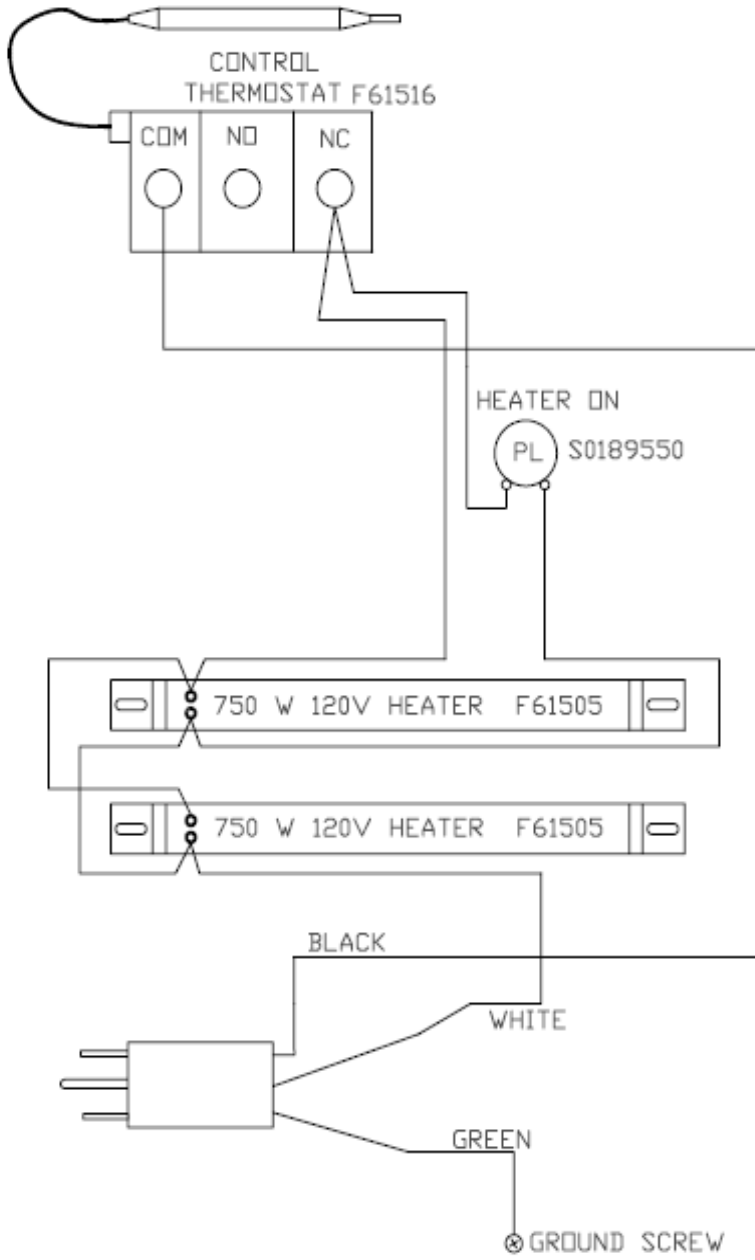 CONTROL
THERMOSTAT F61516
COM NO NC
HEATER ON
PL S0189550
750 W 120V HEATER F61505
750 W 120V HEATER F61505
BLACK
WHITE
GREEN
GROUND SCREW